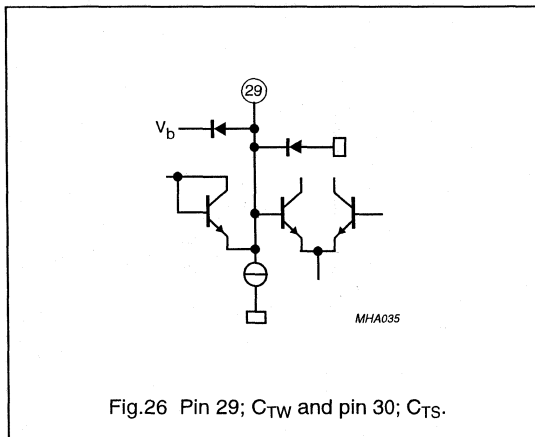 29
V_b
MHA035
Fig.26 Pin 29; C_TW and pin 30; C_TS.